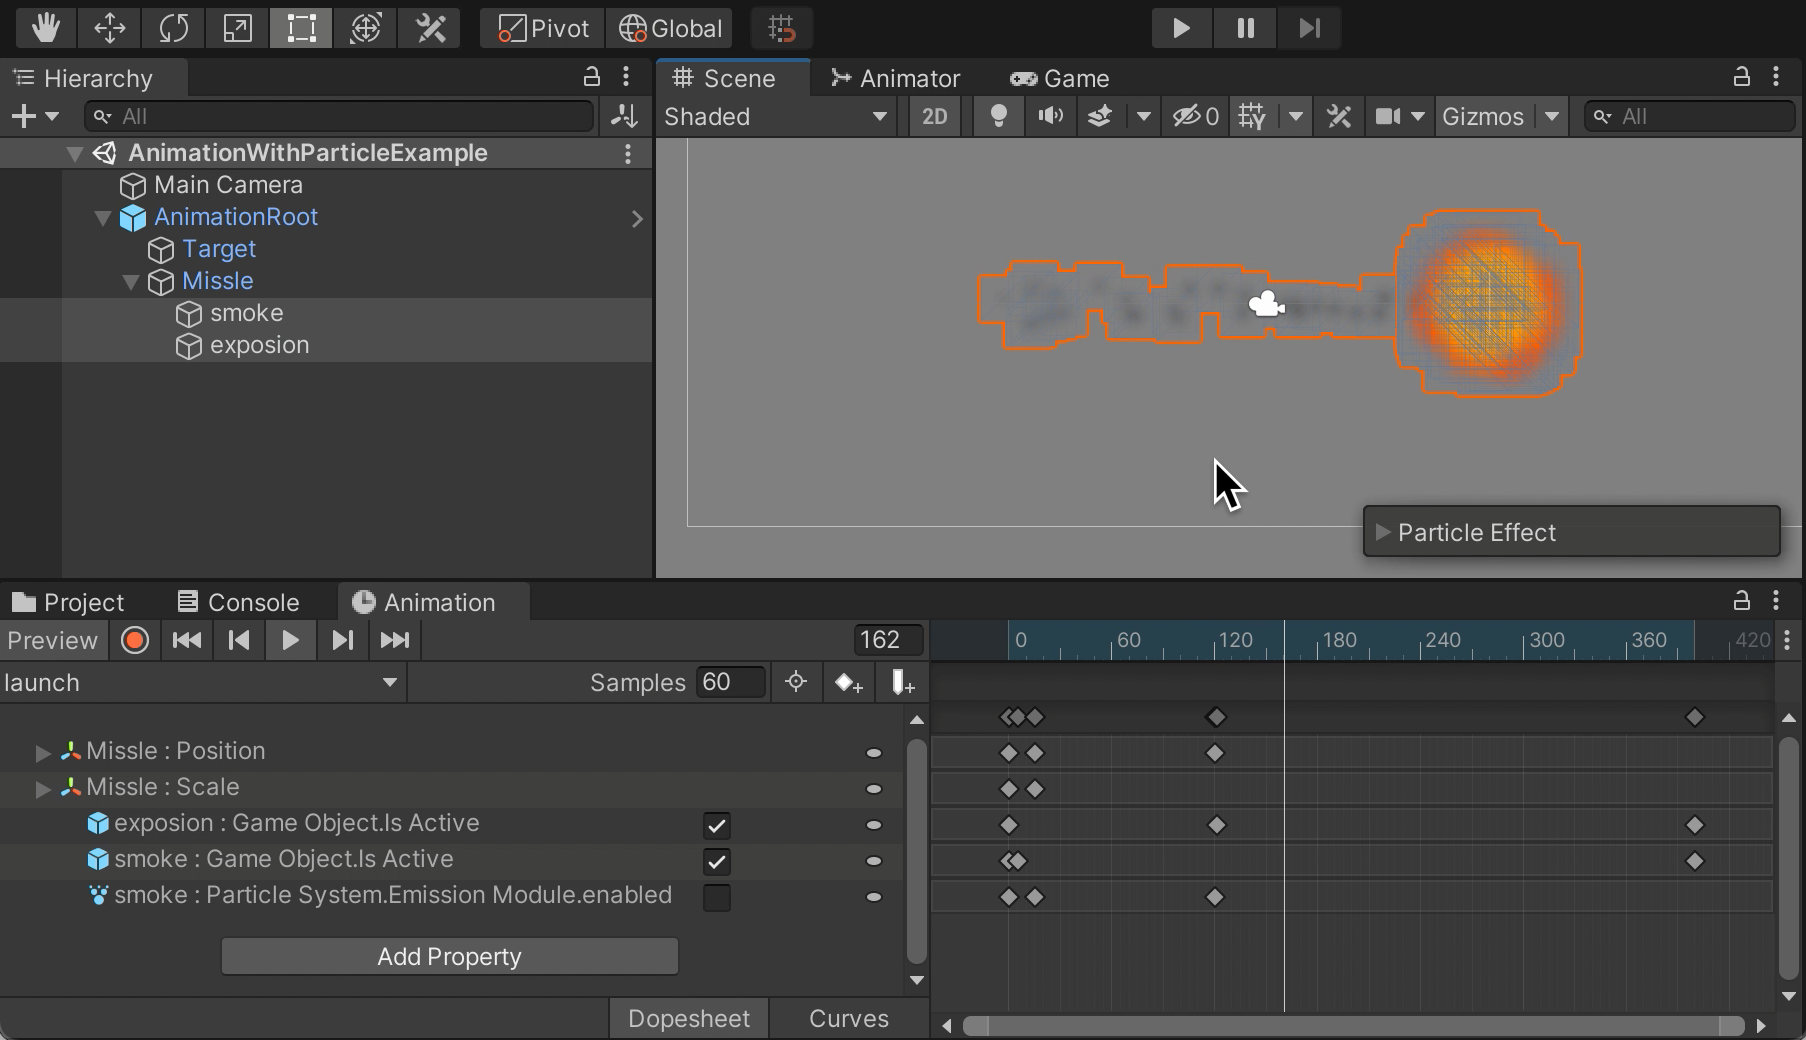 Pivot Global
Hierarchy
All
AnimationWithParticleExample
Main Camera
AnimationRoot
Target
Missle
smoke
exposion
Scene Animator Game
Shaded 2D 0 Gizmos All
Particle Effect
Project Console Animation
Preview 162
0 60 120 180 240 300 360 420
launch Samples 60
Missle : Position
Missle : Scale
exposion : Game Object.Is Active
smoke : Game Object.Is Active
smoke : Particle System.Emission Module.enabled
Add Property
Dopesheet Curves